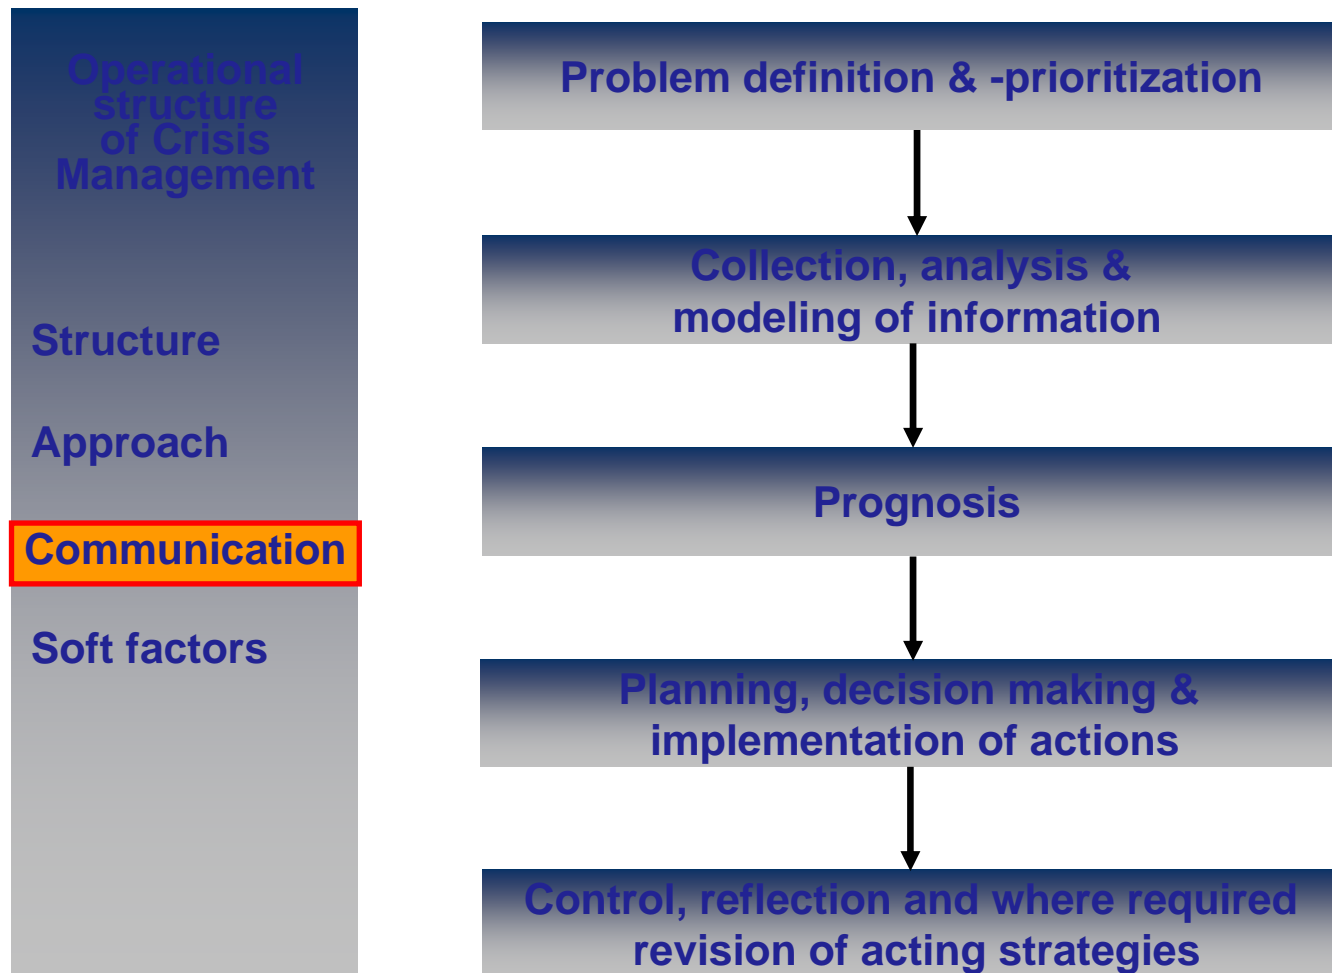 Operational
structure
of Crisis
Management
Structure
Approach
Communication
Soft factors
Problem definition & -prioritization
Collection, analysis &
modeling of information
Prognosis
Planning, decision making &
implementation of actions
Control, reflection and where required
revision of acting strategies